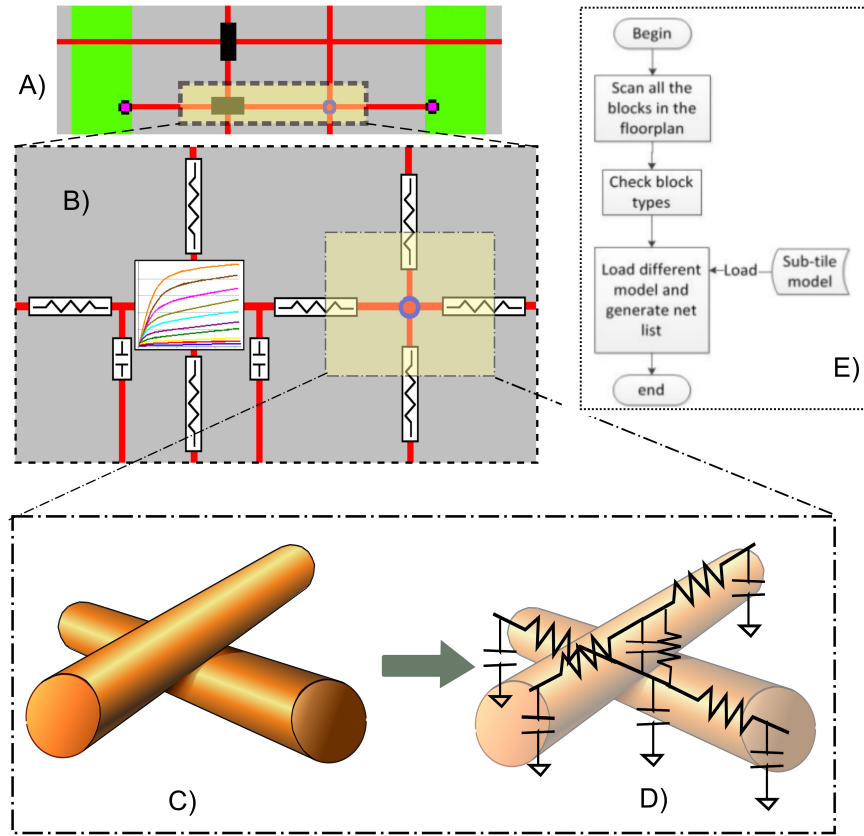 A)
B)
C)
D)
Begin
Scan all the
blocks in the
floorplan
Check block
types
Load different
model and
generate net
list
Load
Sub-tile
model
end
E)